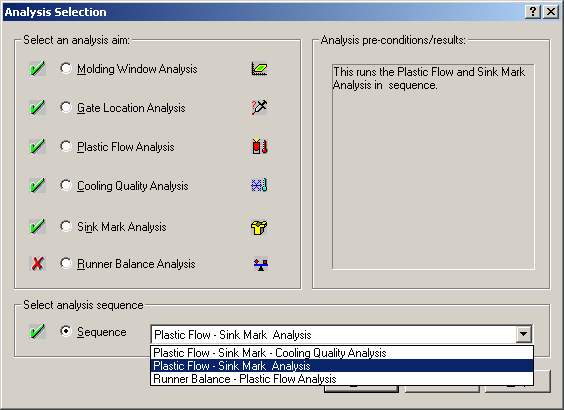 Analysis Selection
Select an analysis aim:
Molding Window Analysis
Gate Location Analysis
Plastic Flow Analysis
Cooling Quality Analysis
Sink Mark Analysis
Runner Balance Analysis
Analysis pre-conditions/results:
This runs the Plastic Flow and Sink Mark
Analysis in sequence.
Select analysis sequence
Sequence
Plastic Flow - Sink Mark Analysis
Plastic Flow - Sink Mark - Cooling Quality Analysis
Plastic Flow - Sink Mark Analysis
Runner Balance - Plastic Flow Analysis